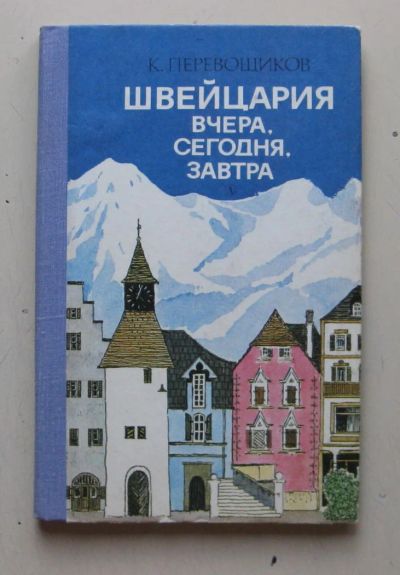 К. ПЕРЕВОЩИКОВ
ШВЕЙЦАРИЯ
ВЧЕРА,
СЕГОДНЯ,
ЗАВТРА